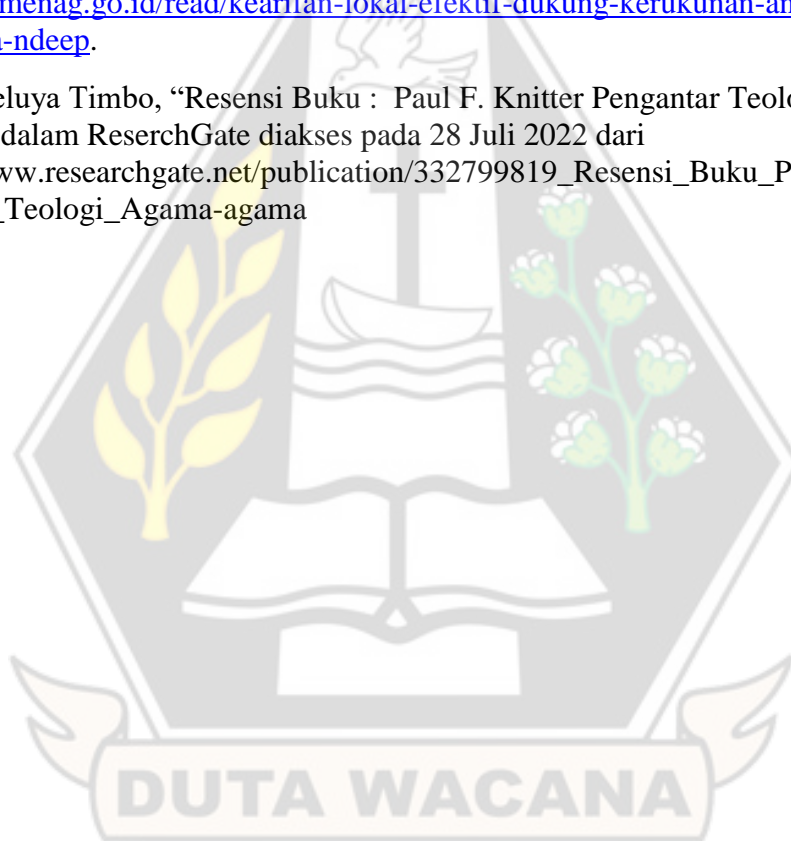 menag.go.id/read/kearifan-lokal-efektif-dukung-kerukunan-an
-ndeep.
eluya Timbo, “Resensi Buku : Paul F. Knitter Pengantar Teolo
dalam ReserchGate diakses pada 28 Juli 2022 dari
ww.researchgate.net/publication/332799819_Resensi_Buku_P
_Teologi_Agama-agama
DUTA WACANA